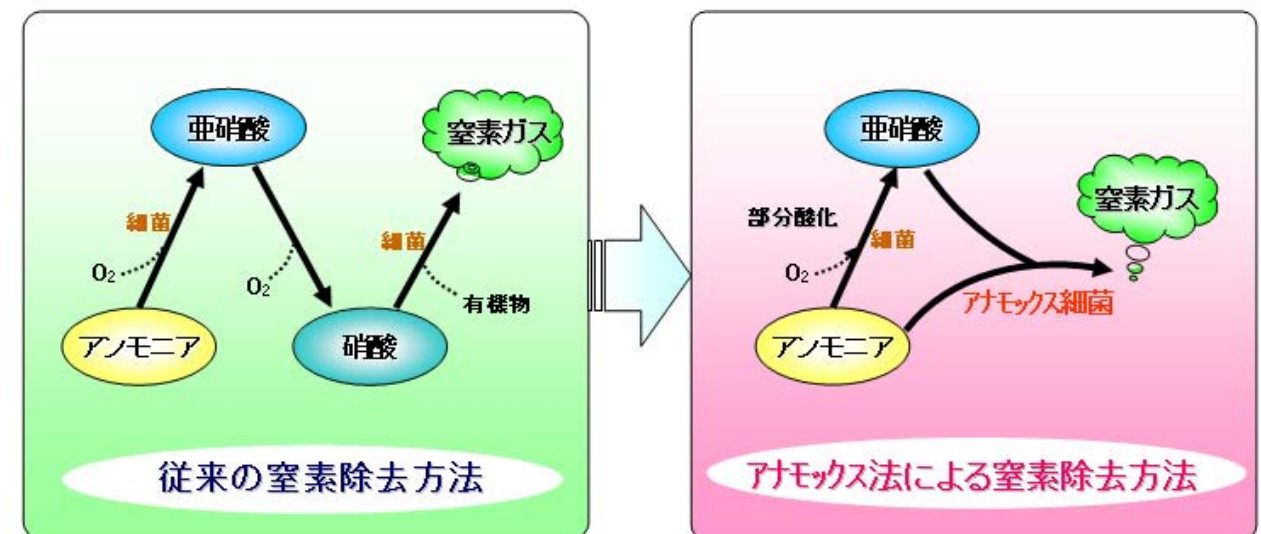 亜硝酸
窒素ガス
細菌
細菌
O₂
O₂
有機物
アンモニア
硝酸
従来の窒素除去方法
亜硝酸
窒素ガス
部分酸化
細菌
O₂
アナモックス細菌
アンモニア
アナモックス法による窒素除去方法